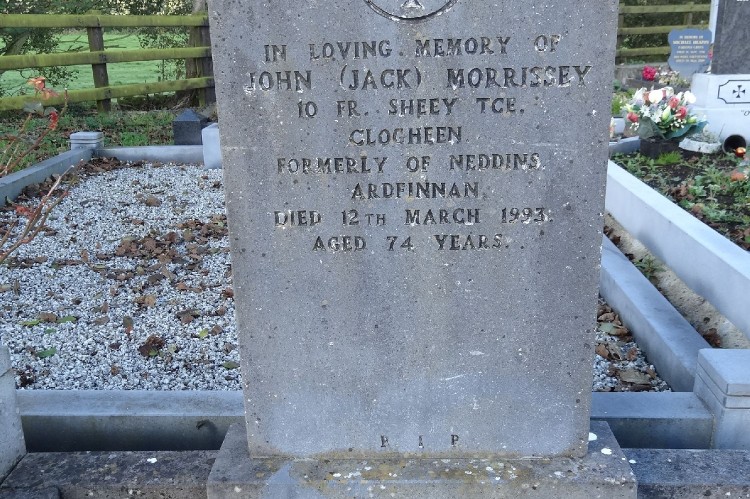 IN LOVING MEMORY OF
JOHN (JACK) MORRISSEY
10 FR. SHEEY TCE.
CLOGHEEN
FORMERLY OF NEDDINS
ARDFINNAN.
DIED 12TH MARCH 1993.
AGED 74 YEARS.
R I P